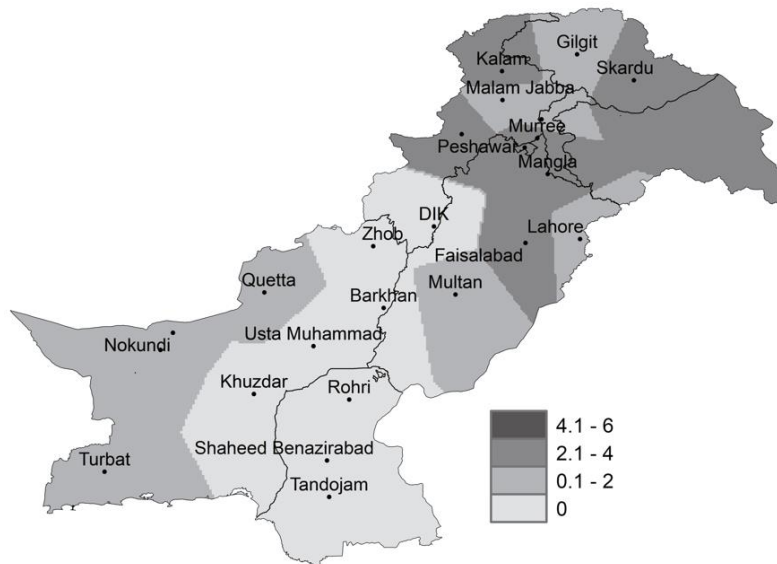 Gilgit
Kalam
Skardu
Malam Jabba
Murree
Peshawar
Mangla
DIK
Zhob
Lahore
Faisalabad
Quetta
Multan
Barkhan
Nokundi
Usta Muhammad
Khuzdar
Rohri
Shaheed Benazirabad
Turbat
Tandojam
4.1 - 6
2.1 - 4
0.1 - 2
0